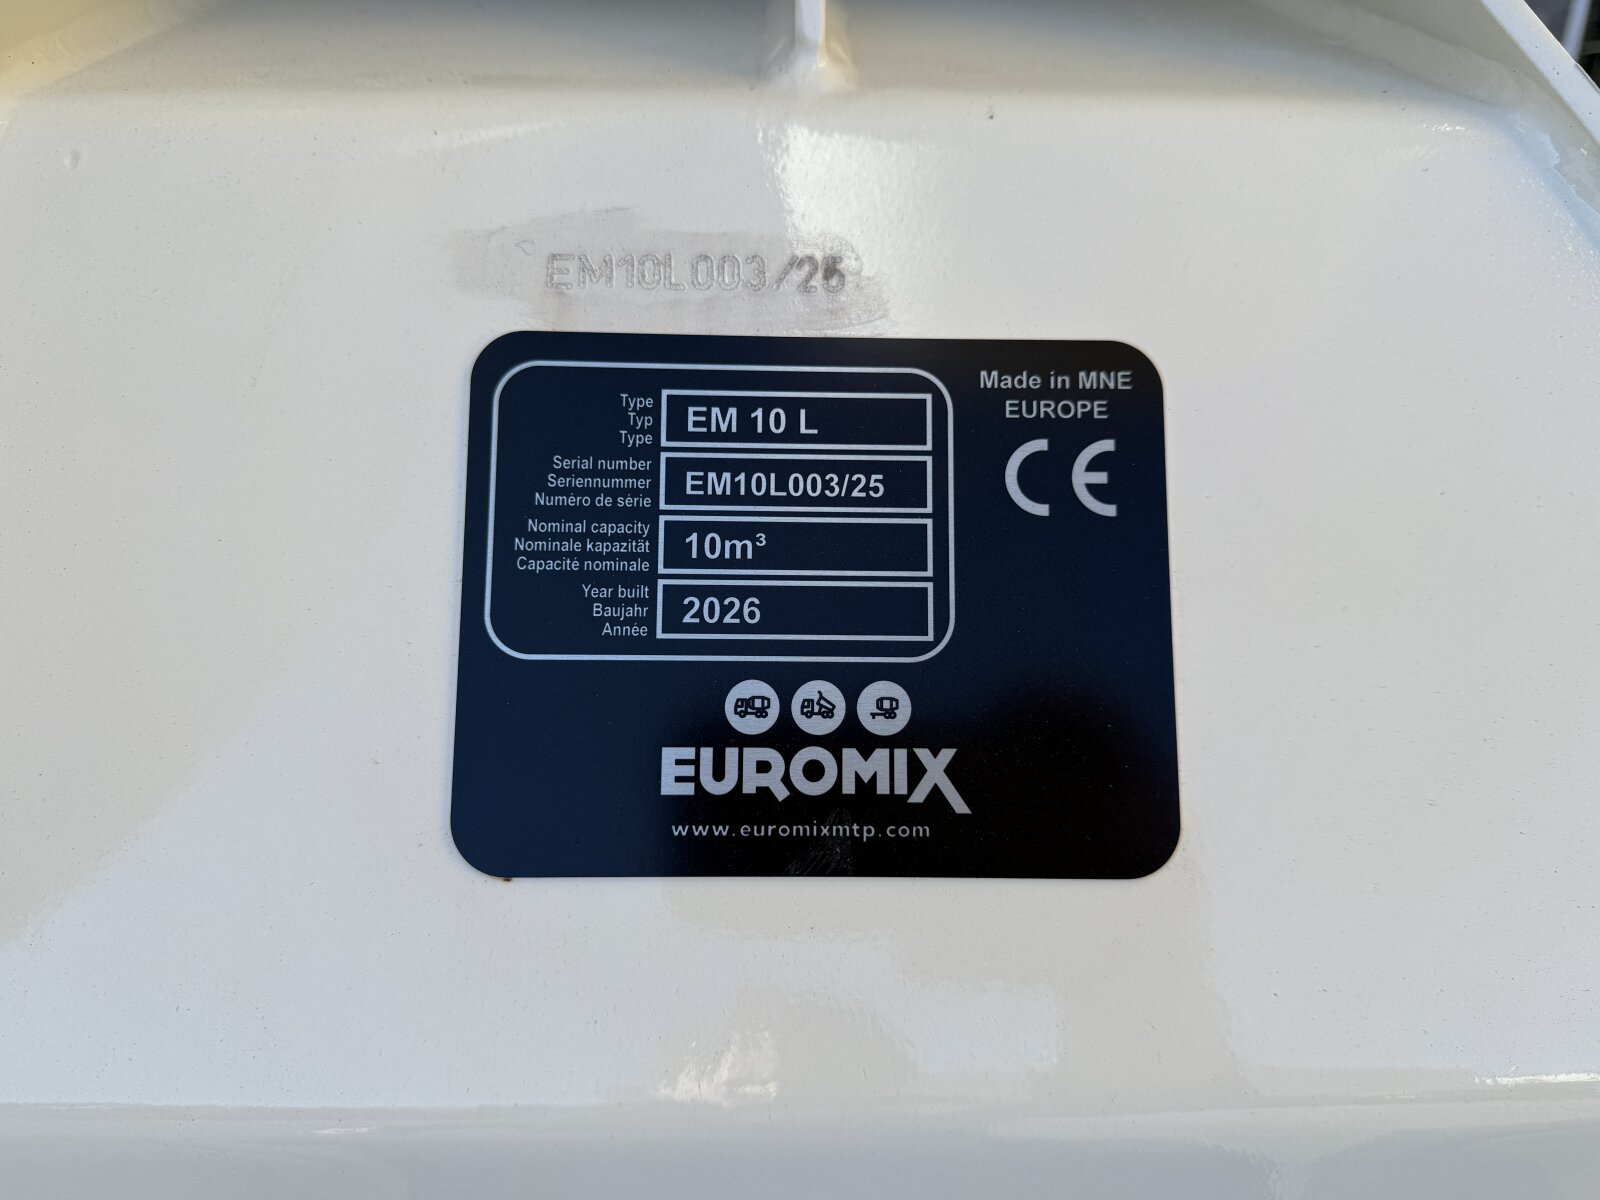 EM10L003/25
Made in MNE
EUROPE
CE
Type
Typ
Type
EM 10 L
Serial number
Seriennummer
Numéro de série
EM10L003/25
Nominal capacity
Nominale kapazität
Capacité nominale
10m³
Year built
Baujahr
Année
2026
EUROMIX
www.euromixmtp.com